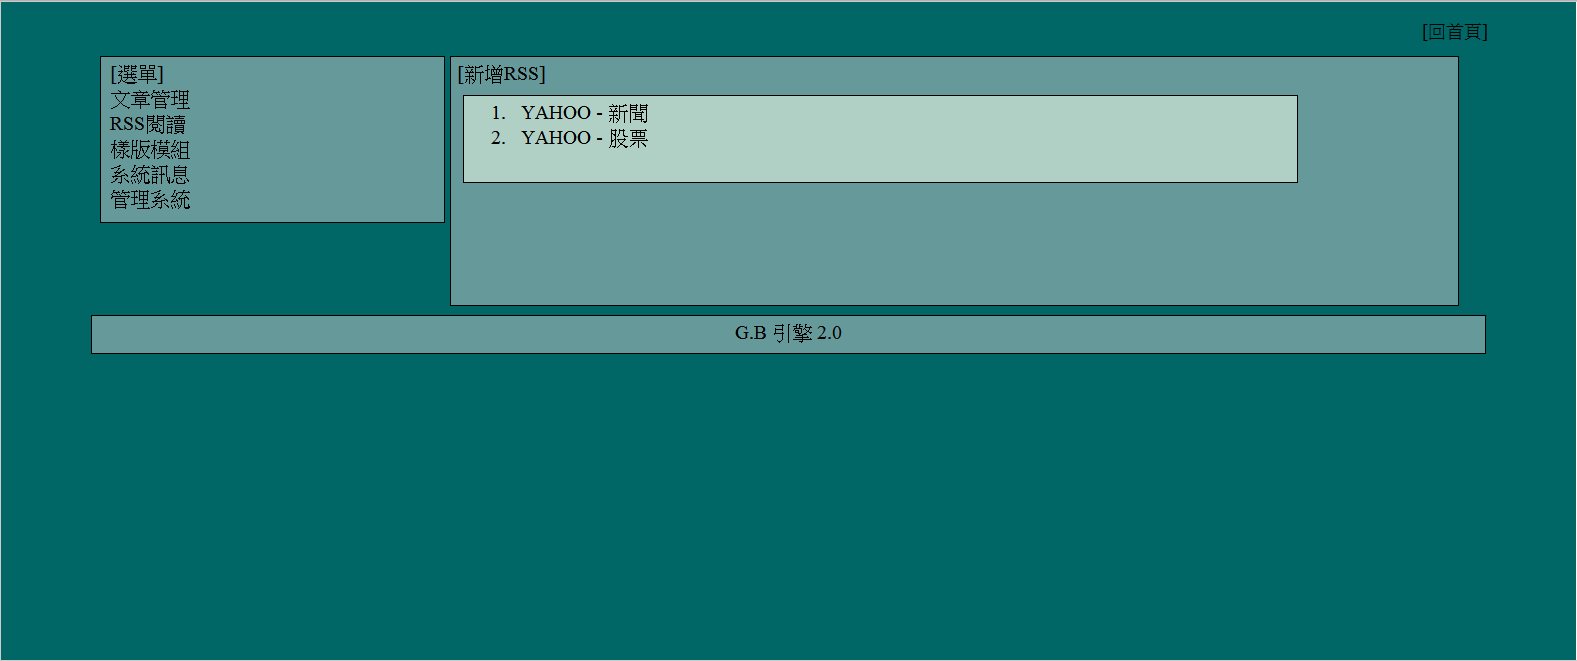 [回首頁]
[選單]
文章管理
RSS閱讀
樣版模組
系統訊息
管理系統
[新增RSS]
1. YAHOO - 新聞
2. YAHOO - 股票
G.B 引擎 2.0